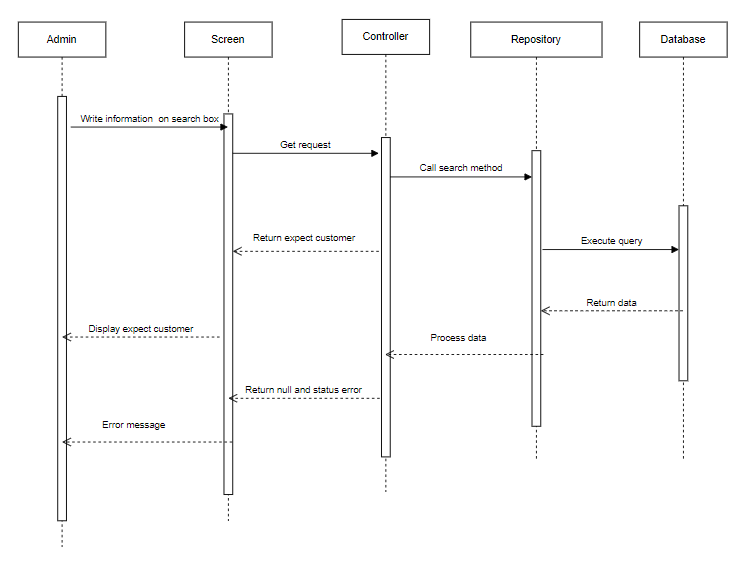 Admin
Screen
Controller
Repository
Database
Write information on search box
Get request
Call search method
Return expect customer
Execute query
Return data
Display expect customer
Process data
Return null and status error
Error message